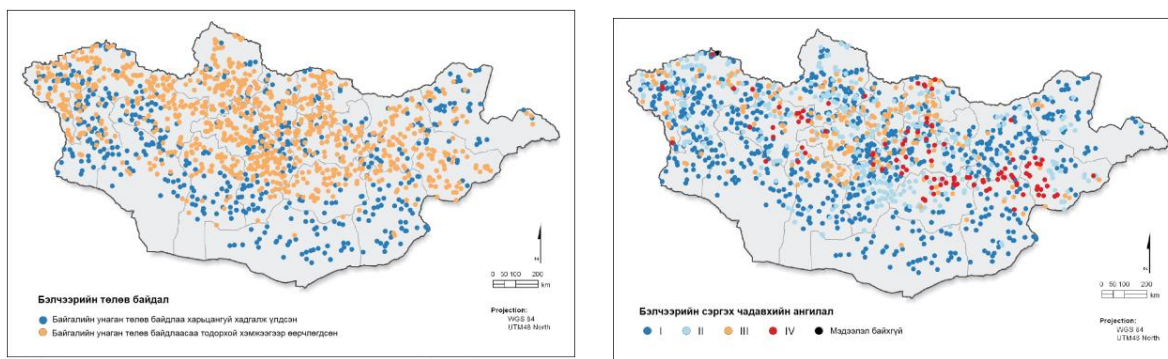 N
0 50 100 200
km
Бэлчээрийн төлөв байдал
Байгалийн унаган төлөв байдлаа харьцангуй хадгалж үлдсэн
Байгалийн унаган төлөв байдлаасаа тодорхой хэмжээгээр өөрчлөгдсөн
Projection:
WGS 84
UTM48 North
N
0 50 100 200
km
Бэлчээрийн сэргэх чадавхийн ангилал
I II III IV Мэдээлэл байхгүй
Projection:
WGS 84
UTM48 North